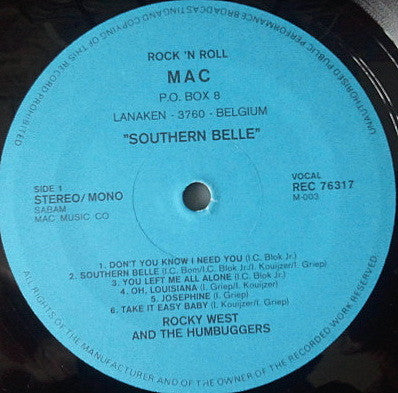 ROCK 'N ROLL
MAC
P.O. BOX 8
LANAKEN - 3760 - BELGIUM
"SOUTHERN BELLE"
SIDE 1
STEREO/MONO
SABAM
MAC MUSIC CO
VOCAL
REC 76317
M-003
1. DON'T YOU KNOW I NEED YOU (I.C. Blok Jr.)
2. SOUTHERN BELLE (I.C. Bom/I.C. Blok Jr./I. Kouijzer/I. Griep)
3. YOU LEFT ME ALL ALONE (I.C. Blok Jr.)
4. OH, LOUISIANA (I. Griep/I. Kouijzer)
5. JOSEPHINE (I. Griep)
6. TAKE IT EASY BABY (I. Kouijzer/I. Griep)
ROCKY WEST
AND THE HUMBUGGERS
ALL RIGHTS OF THE MANUFACTURER AND OF THE OWNER OF THE RECORDED WORK RESERVED.
UNAUTHORISED PUBLIC PERFORMANCE BROADCASTING AND COPYING OF THIS RECORD PROHIBITED